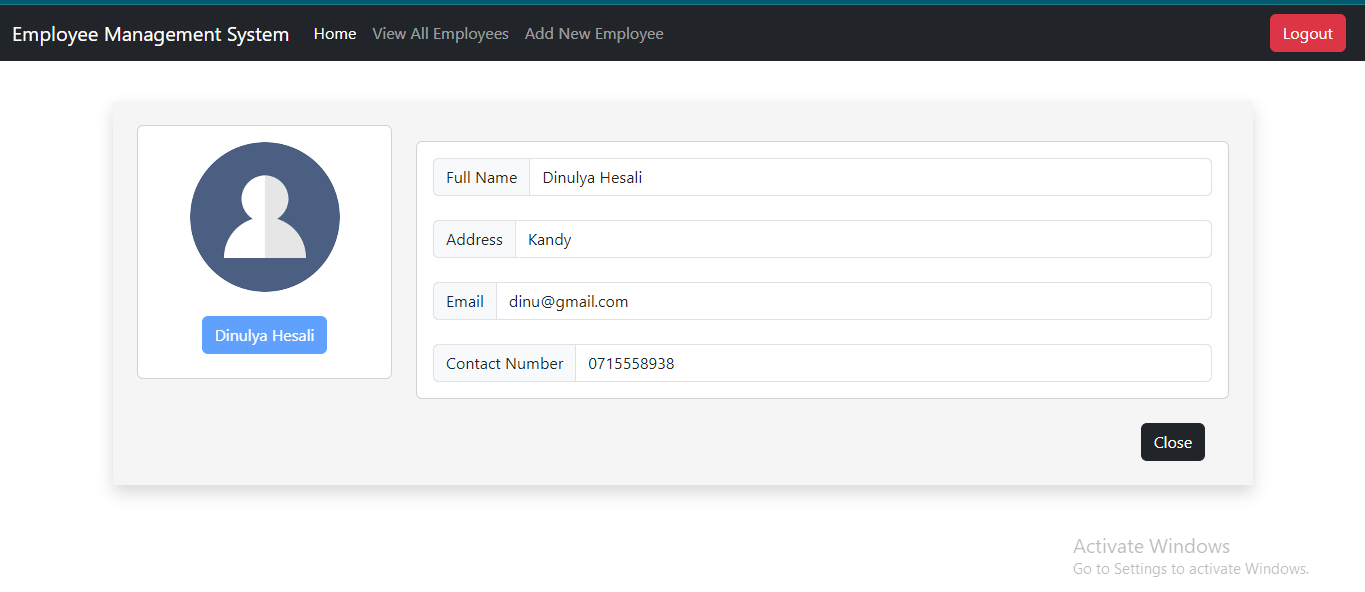 Employee Management System Home View All Employees Add New Employee Logout
Dinulya Hesali
Full Name Dinulya Hesali
Address Kandy
Email dinu@gmail.com
Contact Number 0715558938
Close
Activate Windows
Go to Settings to activate Windows.